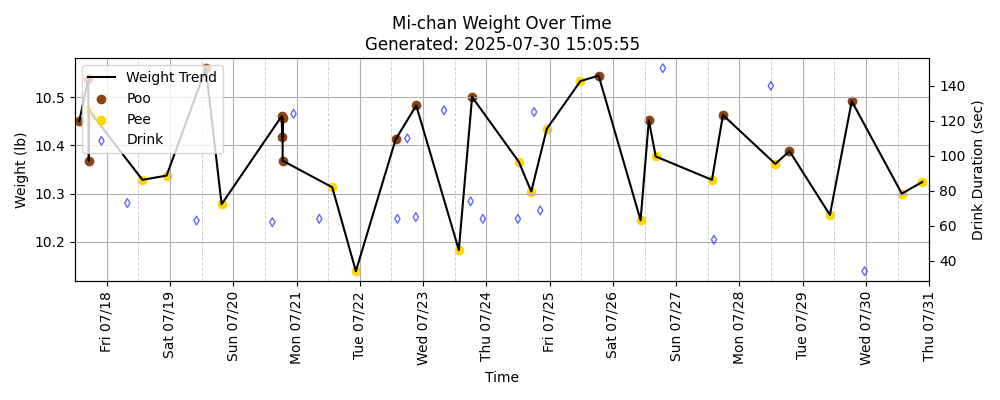 Mi-chan Weight Over Time
Generated: 2025-07-30 15:05:55
Weight Trend
Poo
Pee
Drink
Weight (lb)
10.5
10.4
10.3
10.2
140
120
100
80
60
40
Drink Duration (sec)
Fri 07/18
Sat 07/19
Sun 07/20
Mon 07/21
Tue 07/22
Wed 07/23
Thu 07/24
Fri 07/25
Sat 07/26
Sun 07/27
Mon 07/28
Tue 07/29
Wed 07/30
Thu 07/31
Time